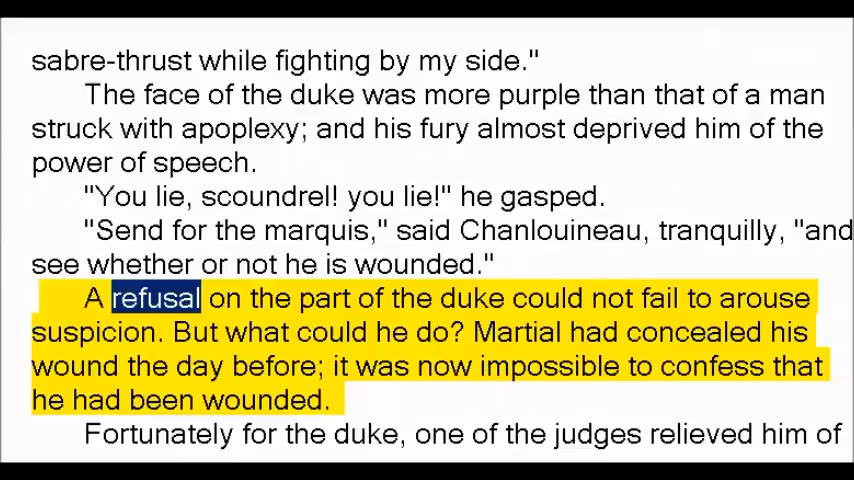 sabre-thrust while fighting by my side."
The face of the duke was more purple than that of a man
struck with apoplexy; and his fury almost deprived him of the
power of speech.
"You lie, scoundrel! you lie!" he gasped.
"Send for the marquis," said Chanlouineau, tranquilly, "and
see whether or not he is wounded."
A refusal on the part of the duke could not fail to arouse
suspicion. But what could he do? Martial had concealed his
wound the day before; it was now impossible to confess that
he had been wounded.
Fortunately for the duke, one of the judges relieved him of